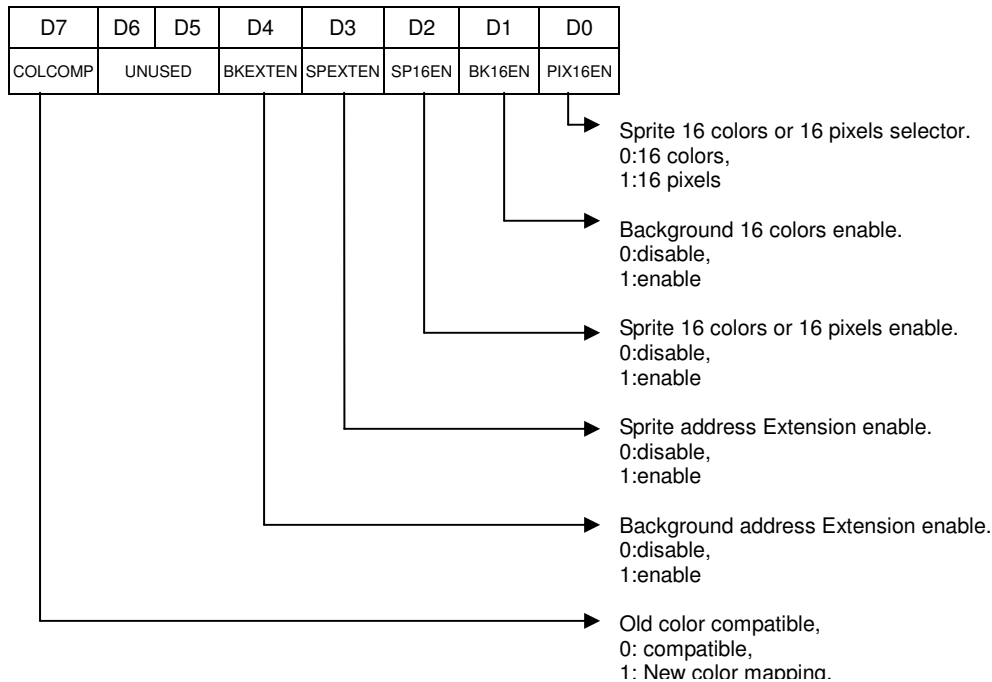 D7 D6 D5 D4 D3 D2 D1 D0
COLCOMP UNUSED BKEXTEN SPEXTEN SP16EN BK16EN PIX16EN
Sprite 16 colors or 16 pixels selector.
0:16 colors,
1:16 pixels
Background 16 colors enable.
0:disable,
1:enable
Sprite 16 colors or 16 pixels enable.
0:disable,
1:enable
Sprite address Extension enable.
0:disable,
1:enable
Background address Extension enable.
0:disable,
1:enable
Old color compatible,
0: compatible,
1: New color mapping.